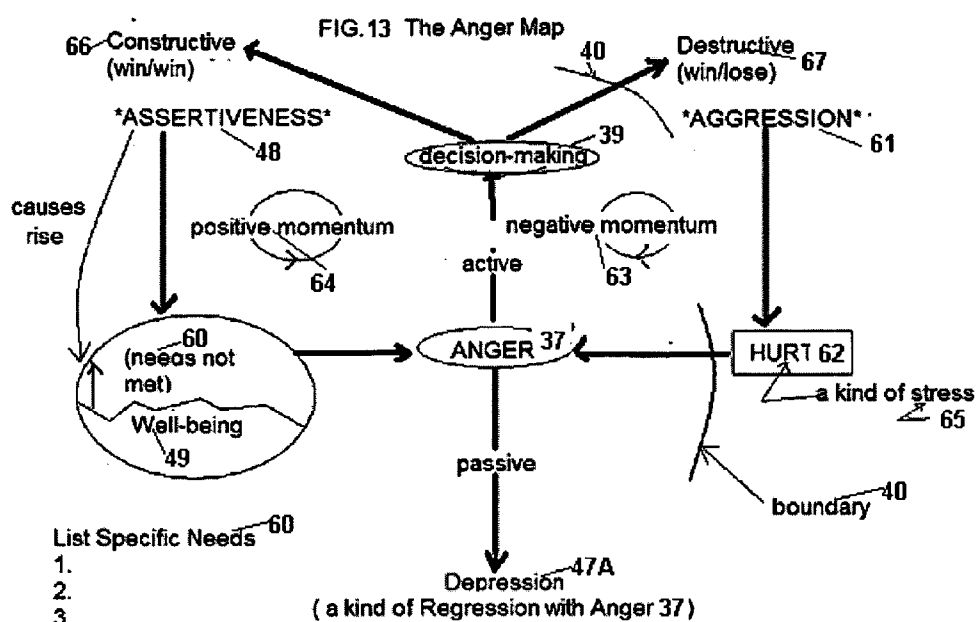 FIG.13 The Anger Map
66 Constructive
(win/win)
40
Destructive
(win/lose) 67
*ASSERTIVENESS*
48
39
decision-making
*AGGRESSION*
61
causes
rise
positive momentum
64
negative momentum
63
active
60
(needs not
met)
Well-being
49
ANGER 37
HURT 62
a kind of stress
65
passive
boundary 40
List Specific Needs 60
1.
2.
3
Depression 47A
( a kind of Regression with Anger 37)